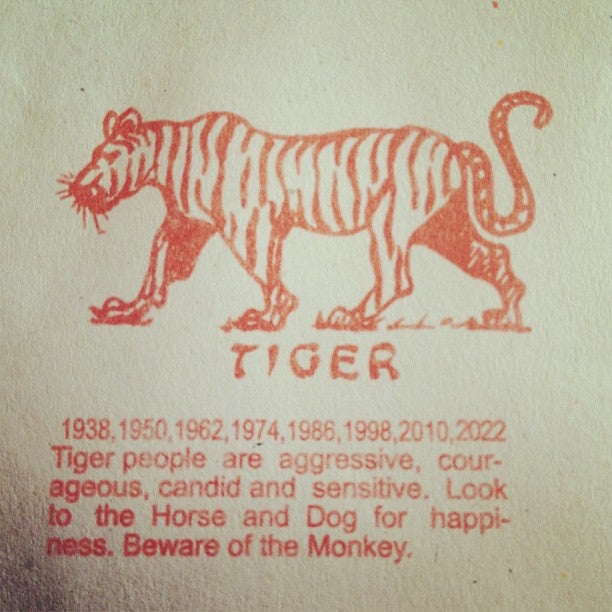 TIGER
1938,1950,1962,1974,1986,1998,2010,2022
Tiger people are aggressive, cour-
ageous, candid and sensitive. Look
to the Horse and Dog for happi-
ness. Beware of the Monkey.